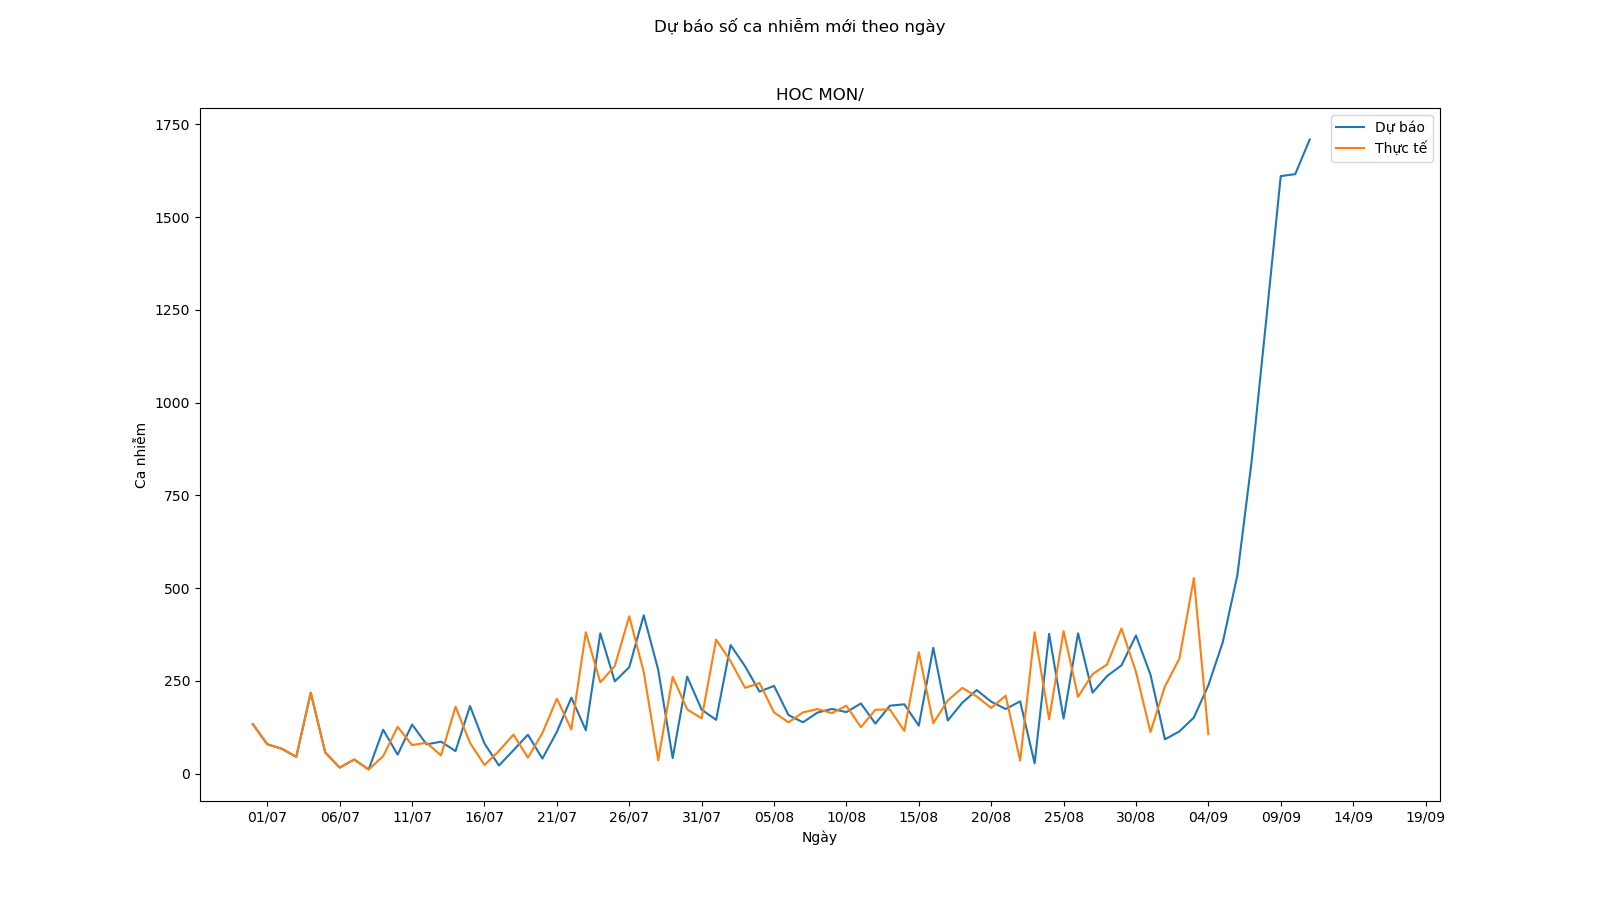 Dự báo số ca nhiễm mới theo ngày
HOC MON/
1750
1500
1250
1000
750
500
250
0
Ca nhiễm
Dự báo
Thực tế
01/07 06/07 11/07 16/07 21/07 26/07 31/07 05/08 10/08 15/08 20/08 25/08 30/08 04/09 09/09 14/09 19/09
Ngày